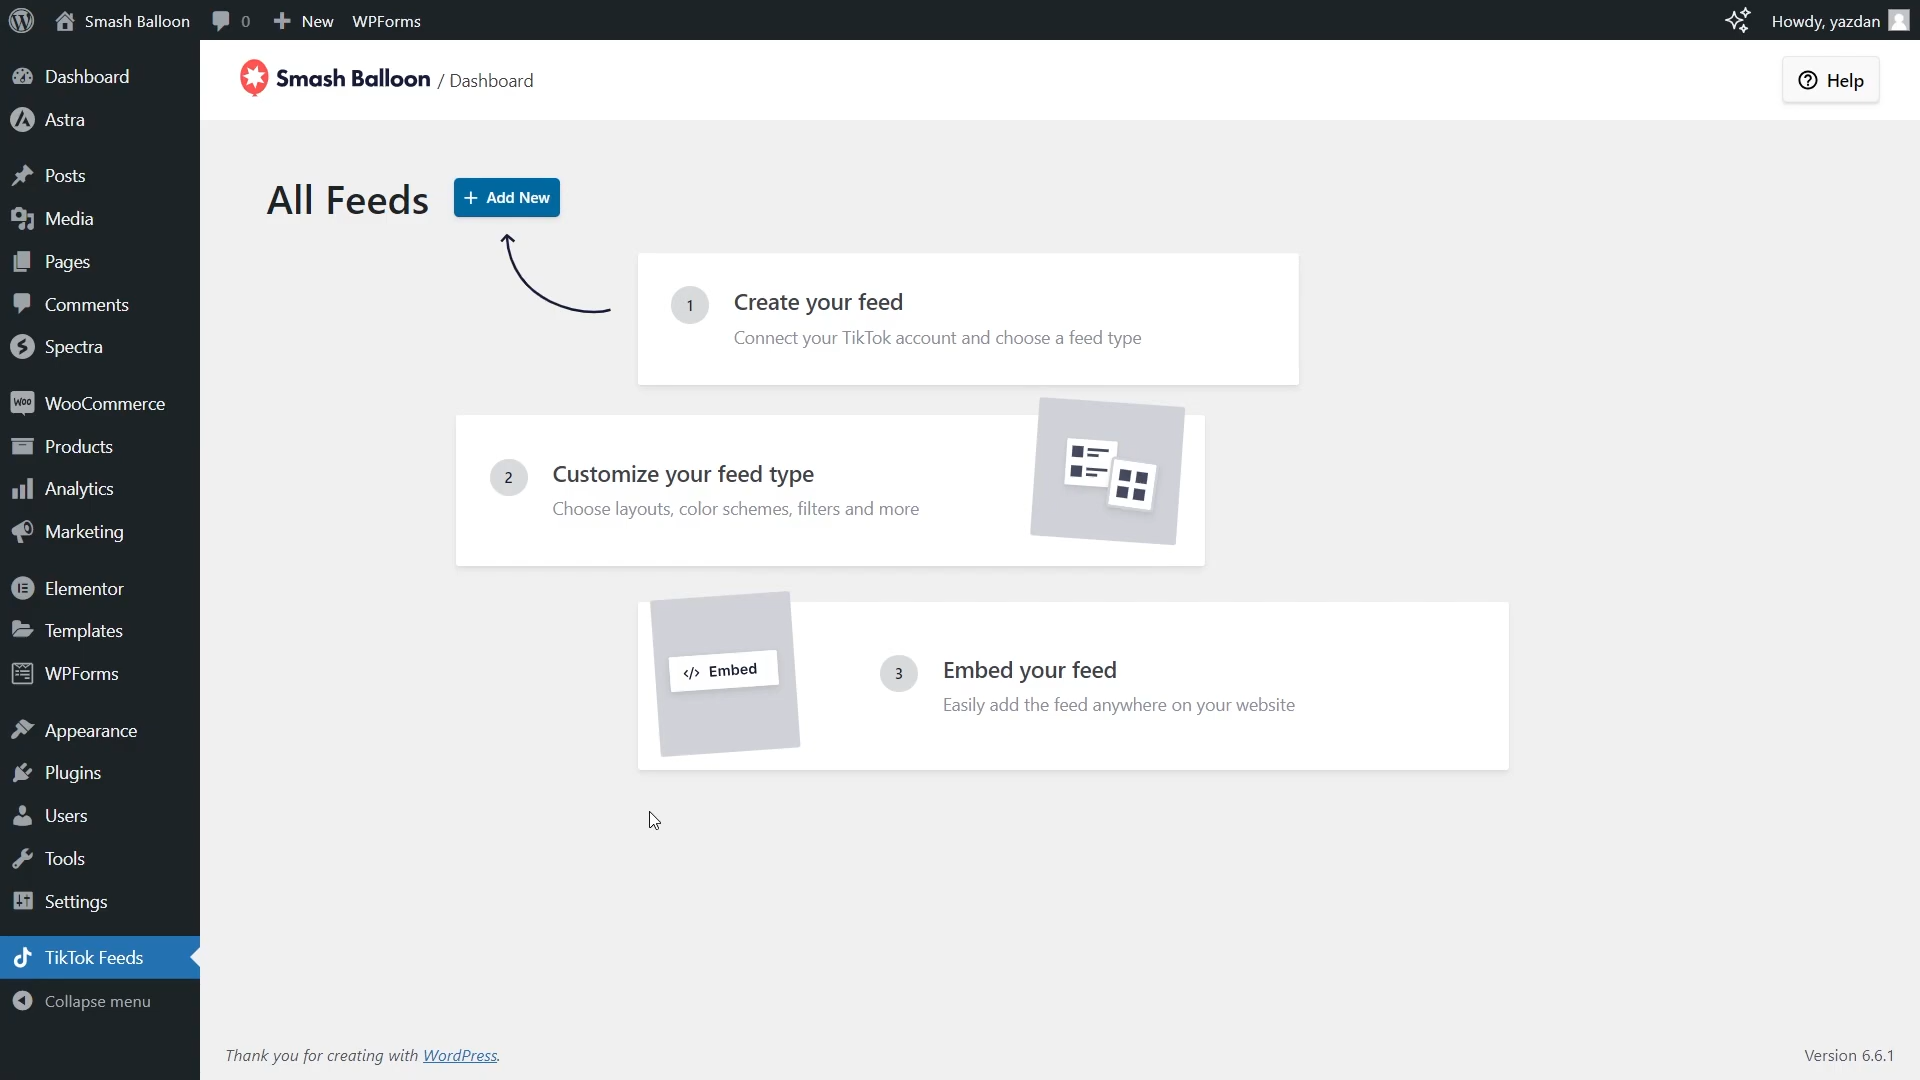 Smash Balloon 0 New WPForms Howdy, yazdan
Dashboard
Astra
Posts
Media
Pages
Comments
Spectra
WooCommerce
Products
Analytics
Marketing
Elementor
Templates
WPForms
Appearance
Plugins
Users
Tools
Settings
TikTok Feeds
Collapse menu
Smash Balloon / Dashboard
Help
All Feeds
+ Add New
1 Create your feed
Connect your TikTok account and choose a feed type
2 Customize your feed type
Choose layouts, color schemes, filters and more
</> Embed
3 Embed your feed
Easily add the feed anywhere on your website
Thank you for creating with WordPress.
Version 6.6.1